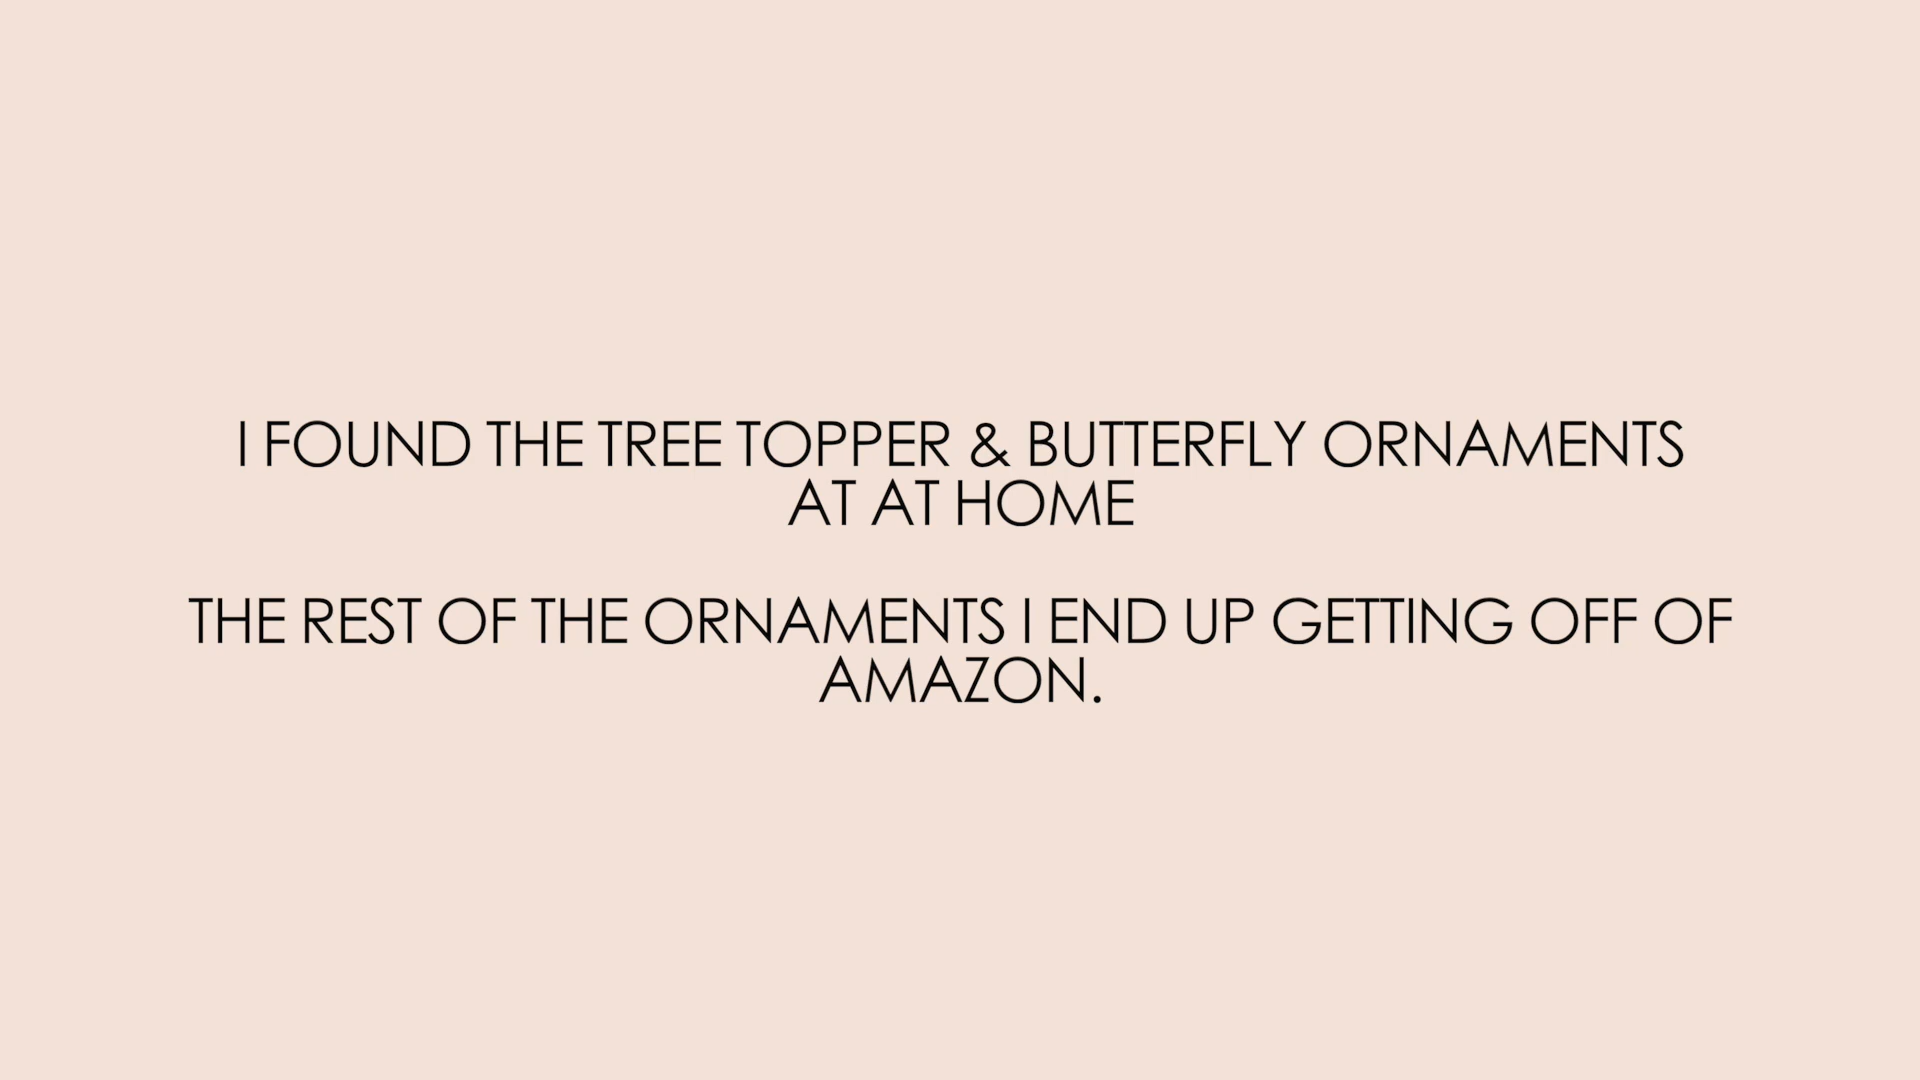 I FOUND THE TREE TOPPER & BUTTERFLY ORNAMENTS
AT AT HOME
THE REST OF THE ORNAMENTS I END UP GETTING OFF OF
AMAZON.